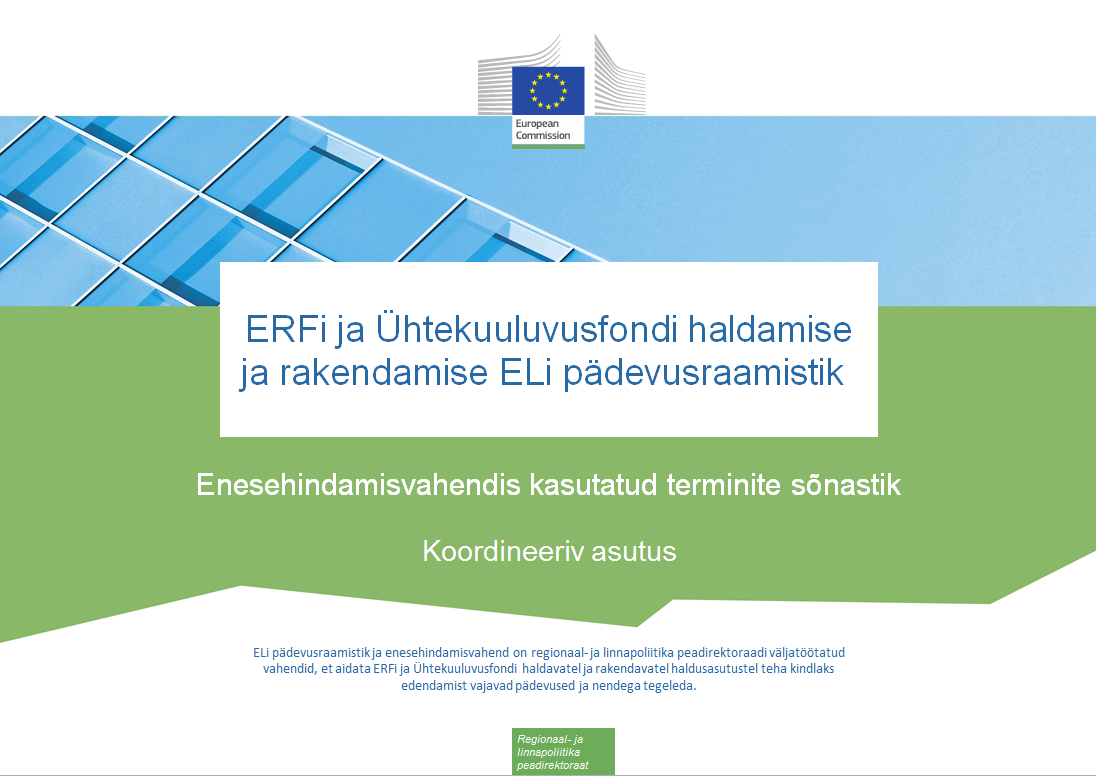 European
Commission
ERFi ja Ühtekuuluvusfondi haldamise
ja rakendamise ELi pädevusraamistik
Enesehindamisvahendis kasutatud terminite sõnastik
Koordineeriv asutus
ELi pädevusraamistik ja enesehindamisvahend on regionaal- ja linnapoliitika peadirektoraadi väljatöötatud
vahendid, et aidata ERFi ja Ühtekuuluvusfondi haldavatel ja rakendavatel haldusasutustel teha kindlaks
edendamist vajavad pädevused ja nendega tegeleda.
Regionaal- ja
linnapoliitika
peadirektoraat